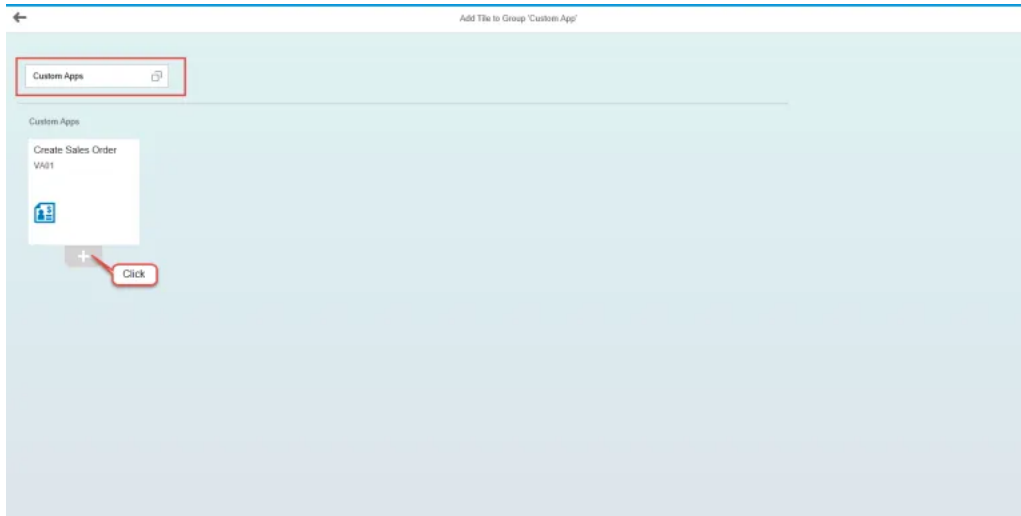 Add Tile to Group 'Custom App'
Custom Apps
Custom Apps
Create Sales Order
VA01
Click